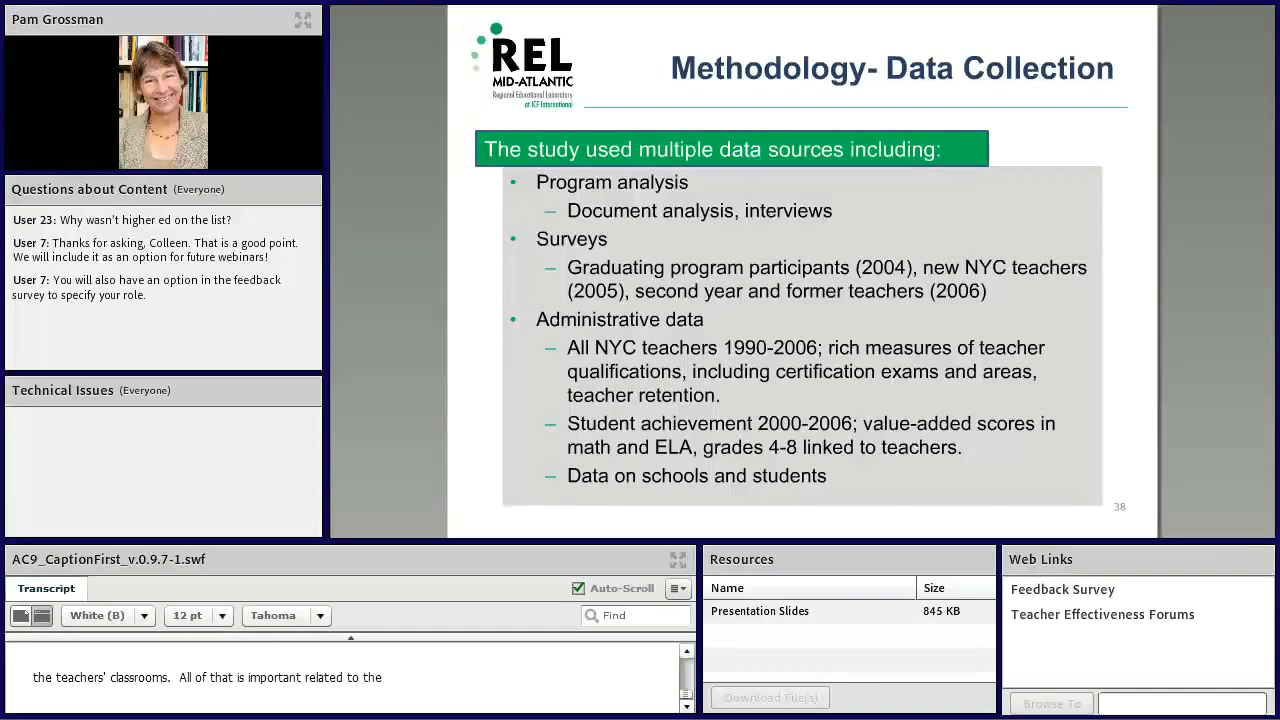 Pam Grossman
REL
MID-ATLANTIC
Regional Educational Laboratory
at ICF International
Methodology- Data Collection
The study used multiple data sources including:
• Program analysis
– Document analysis, interviews
• Surveys
– Graduating program participants (2004), new NYC teachers
(2005), second year and former teachers (2006)
• Administrative data
– All NYC teachers 1990-2006; rich measures of teacher
qualifications, including certification exams and areas,
teacher retention.
– Student achievement 2000-2006; value-added scores in
math and ELA, grades 4-8 linked to teachers.
– Data on schools and students
38
Questions about Content (Everyone)
User 23: Why wasn't higher ed on the list?
User 7: Thanks for asking, Colleen. That is a good point.
We will include it as an option for future webinars!
User 7: You will also have an option in the feedback
survey to specify your role.
Technical Issues (Everyone)
AC9_CaptionFirst_v.0.9.7-1.swf
Transcript
Auto-Scroll
White (B)
12 pt
Tahoma
Find
the teachers' classrooms. All of that is important related to the
Resources
Name Size
Presentation Slides 845 KB
Download File(s)
Web Links
Feedback Survey
Teacher Effectiveness Forums
Browse To